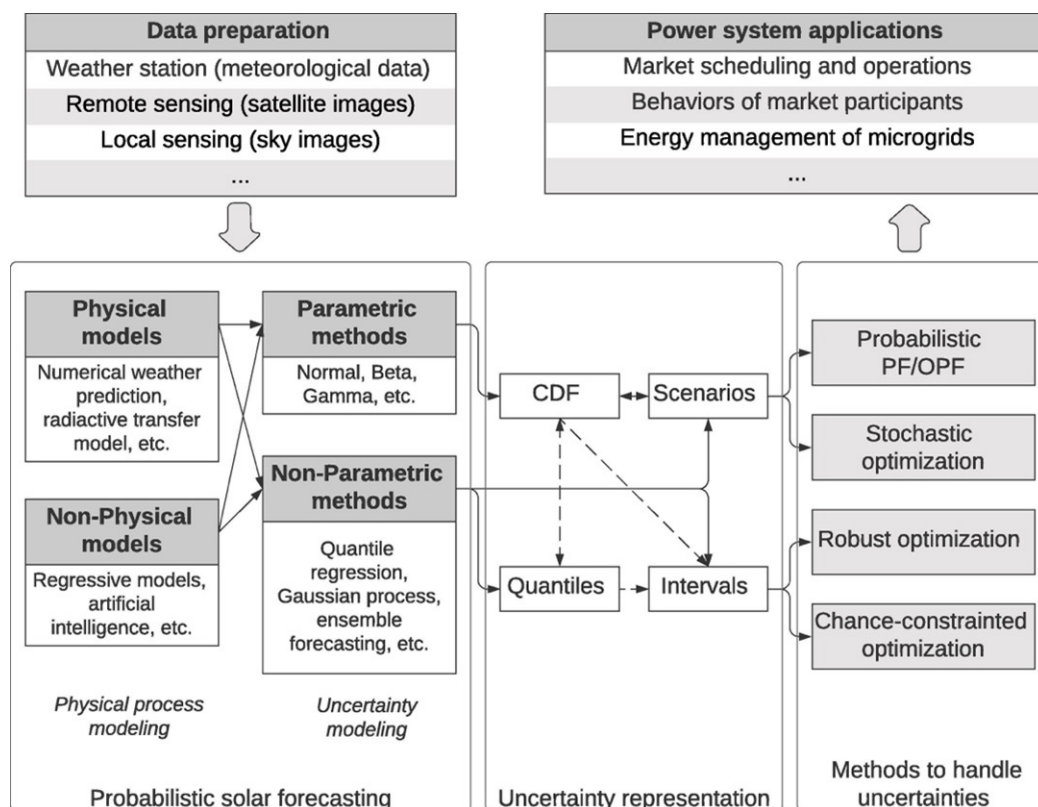 Data preparation
Weather station (meteorological data)
Remote sensing (satellite images)
Local sensing (sky images)
...
Power system applications
Market scheduling and operations
Behaviors of market participants
Energy management of microgrids
...
Physical
models
Numerical weather
prediction,
radiactive transfer
model, etc.
Non-Physical
models
Regressive models,
artificial
intelligence, etc.
Physical process
modeling
Parametric
methods
Normal, Beta,
Gamma, etc.
Non-Parametric
methods
Quantile
regression,
Gaussian process,
ensemble
forecasting, etc.
Uncertainty
modeling
Probabilistic solar forecasting
CDF
Scenarios
Quantiles
Intervals
Uncertainty representation
Probabilistic
PF/OPF
Stochastic
optimization
Robust optimization
Chance-constrainted
optimization
Methods to handle
uncertainties